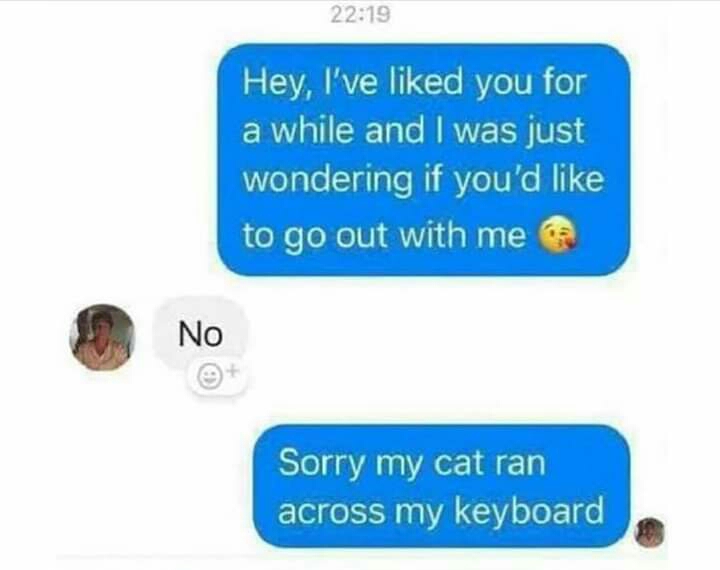 22:19
Hey, I've liked you for
a while and I was just
wondering if you'd like
to go out with me 😘
No
Sorry my cat ran
across my keyboard